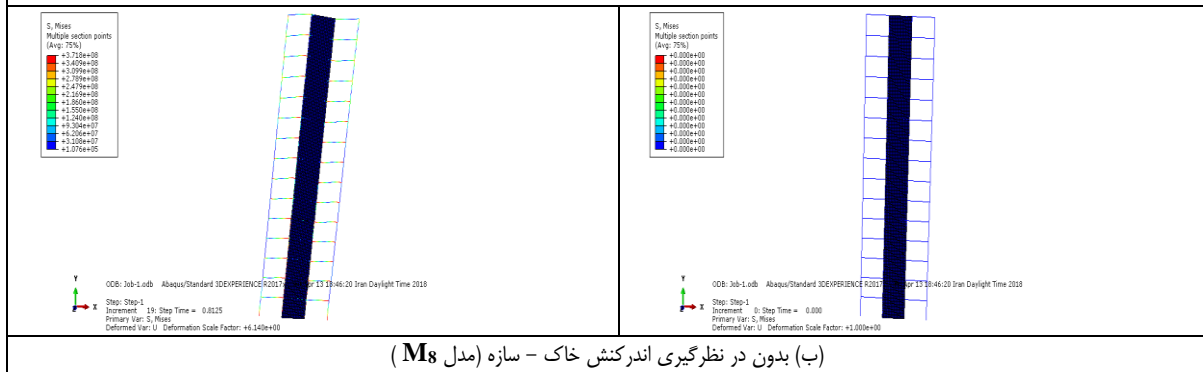 S, Mises
Multiple section points
(Avg: 75%)
+3.718e+08
+3.409e+08
+3.099e+08
+2.789e+08
+2.479e+08
+2.169e+08
+1.860e+08
+1.550e+08
+1.240e+08
+9.304e+07
+6.206e+07
+3.108e+07
+1.076e+05
Y
X
ODB: Job-1.odb Abaqus/Standard 3DEXPERIENCE R2017x Apr 13 18:46:20 Iran Daylight Time 2018
Step: Step-1
Increment 19: Step Time = 0.8125
Primary Var: S, Mises
Deformed Var: U Deformation Scale Factor: +6.140e+00
S, Mises
Multiple section points
(Avg: 75%)
+0.000e+00
+0.000e+00
+0.000e+00
+0.000e+00
+0.000e+00
+0.000e+00
+0.000e+00
+0.000e+00
+0.000e+00
+0.000e+00
+0.000e+00
+0.000e+00
+0.000e+00
Y
X
ODB: Job-1.odb Abaqus/Standard 3DEXPERIENCE R2017x Apr 13 18:46:20 Iran Daylight Time 2018
Step: Step-1
Increment 0: Step Time = 0.000
Primary Var: S, Mises
Deformed Var: U Deformation Scale Factor: +1.000e+00
(ب) بدون در نظرگیری اندرکنش خاک – سازه (مدل M8 )